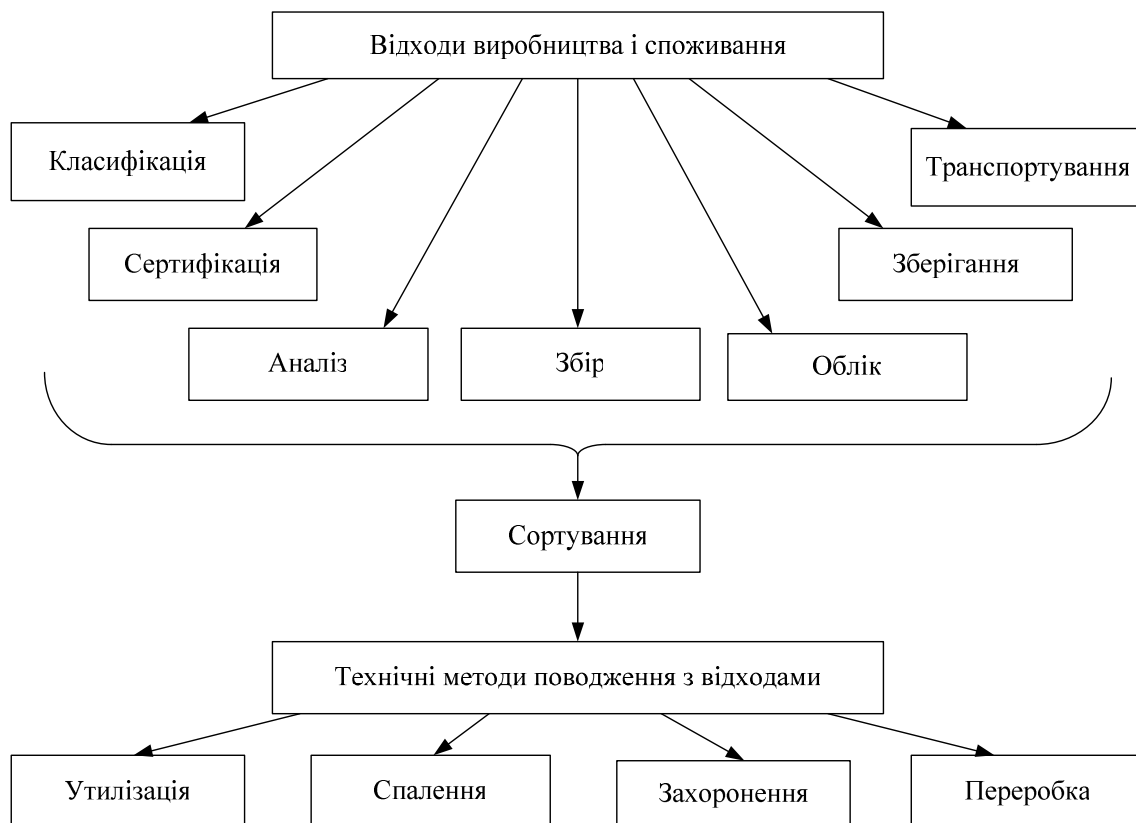 Відходи виробництва і споживання
Класифікація
Транспортування
Сертифікація
Зберігання
Аналіз
Збір
Облік
Сортування
Технічні методи поводження з відходами
Утилізація
Спалення
Захоронення
Переробка